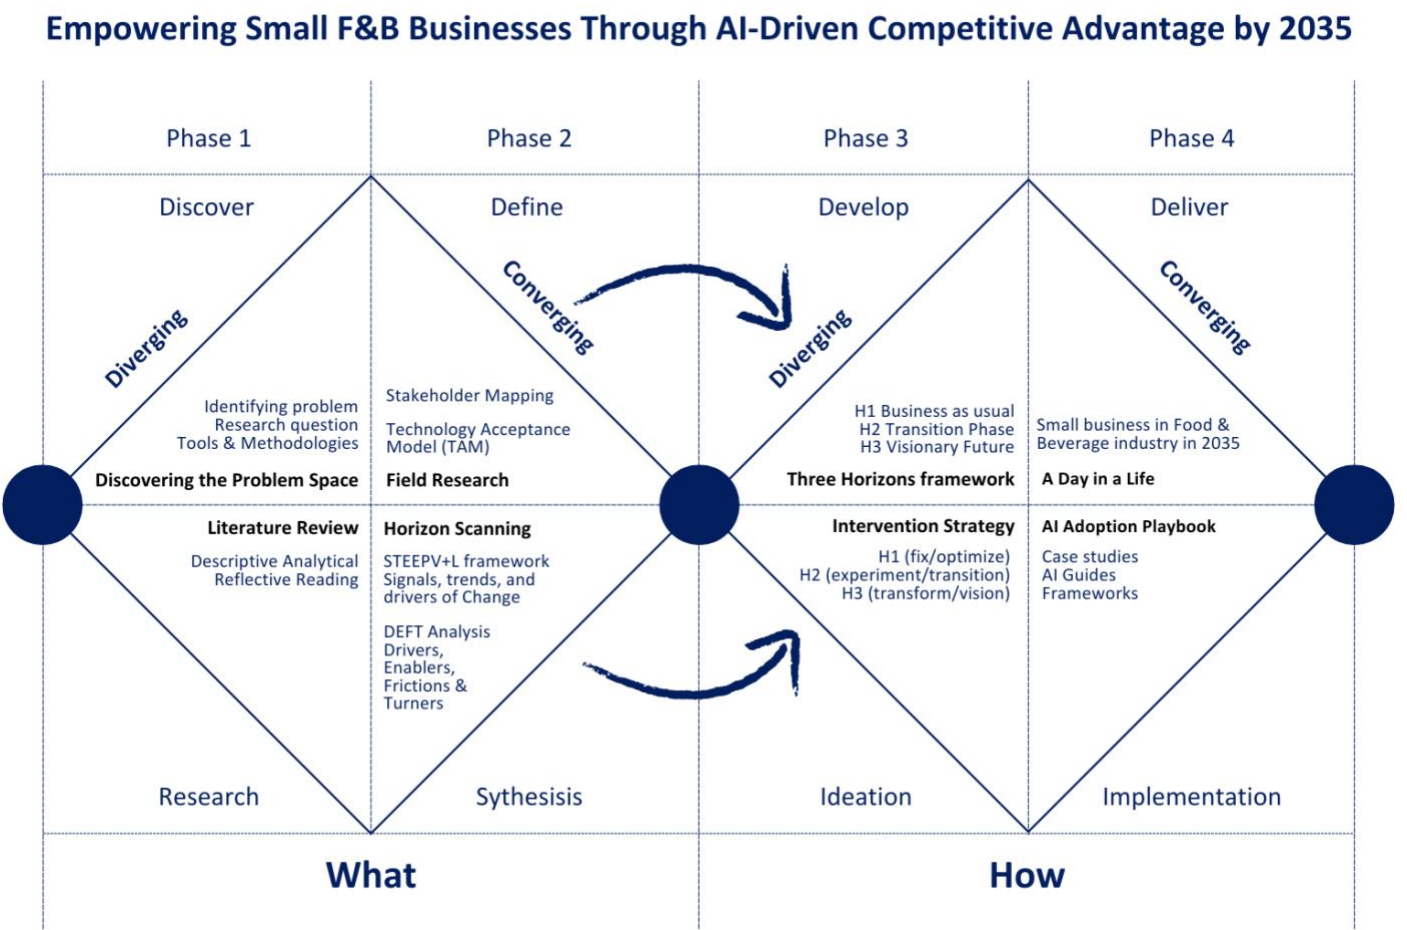 Empowering Small F&B Businesses Through AI-Driven Competitive Advantage by 2035
Phase 1
Phase 2
Phase 3
Phase 4
Discover
Define
Develop
Deliver
Diverging
Converging
Diverging
Converging
Identifying problem
Research question
Tools & Methodologies
Discovering the Problem Space
Literature Review
Descriptive Analytical
Reflective Reading
Stakeholder Mapping
Technology Acceptance
Model (TAM)
Field Research
Horizon Scanning
STEEPV+L framework
Signals, trends, and
drivers of Change
DEFT Analysis
Drivers,
Enablers,
Frictions &
Turners
H1 Business as usual
H2 Transition Phase
H3 Visionary Future
Three Horizons framework
Intervention Strategy
H1 (fix/optimize)
H2 (experiment/transition)
H3 (transform/vision)
Small business in Food &
Beverage industry in 2035
A Day in a Life
AI Adoption Playbook
Case studies
AI Guides
Frameworks
Research
Sythesisis
Ideation
Implementation
What
How